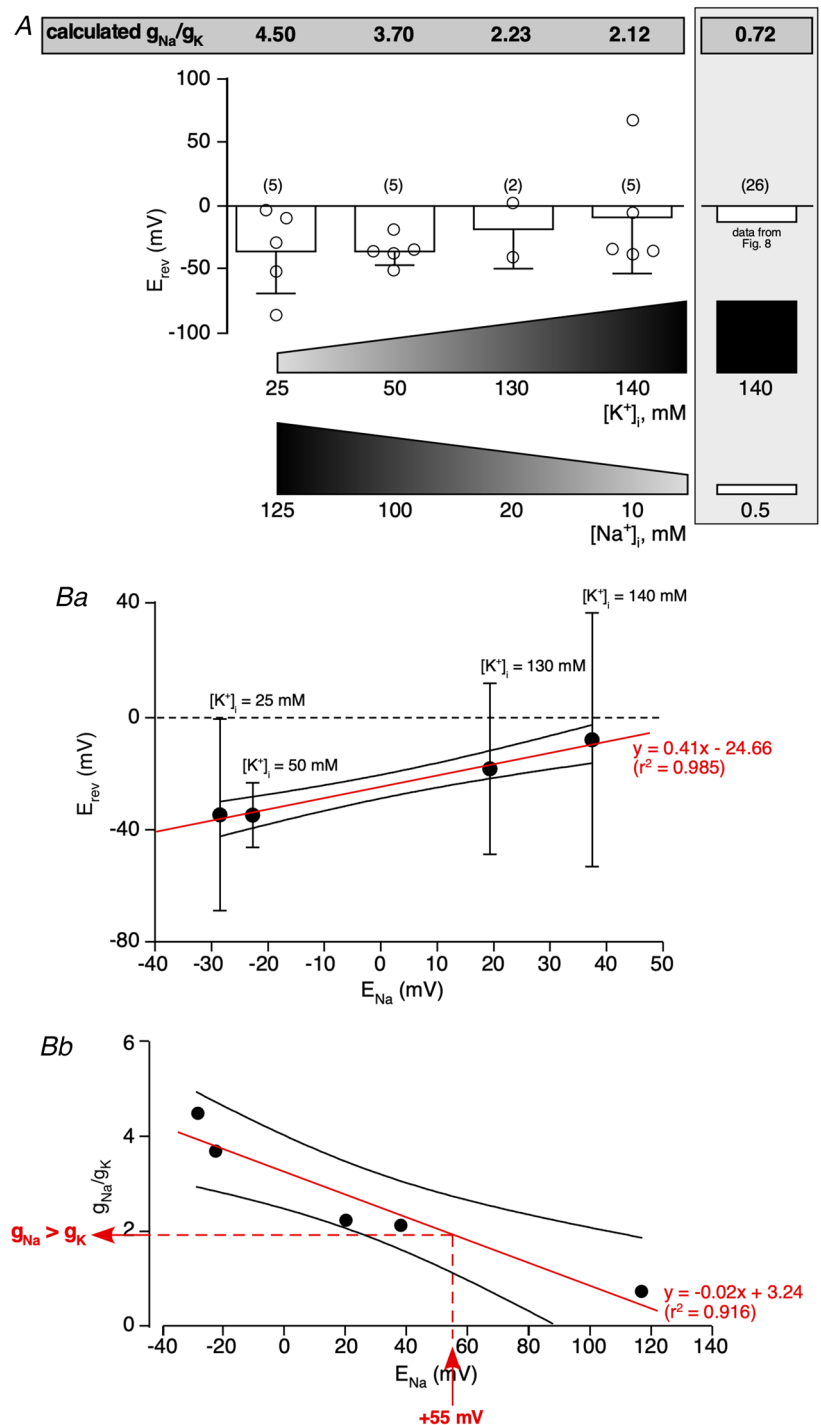 A
calculated gNa/gK 4.50 3.70 2.23 2.12 0.72
100
50
0
-50
-100
Erev (mV)
(5) (5) (2) (5) (26)
data from
Fig. 8
25 50 130 140 140
[K+]i, mM
125 100 20 10 0.5
[Na+]i, mM
Ba
40
0
-40
-80
Erev (mV)
[K+]i = 140 mM
[K+]i = 130 mM
[K+]i = 25 mM
[K+]i = 50 mM
y = 0.41x - 24.66
(r2 = 0.985)
-40 -30 -20 -10 0 10 20 30 40 50
ENa (mV)
Bb
6
4
2
0
gNa/gK
gNa > gK
y = -0.02x + 3.24
(r2 = 0.916)
-40 -20 0 20 40 60 80 100 120 140
ENa (mV)
+55 mV